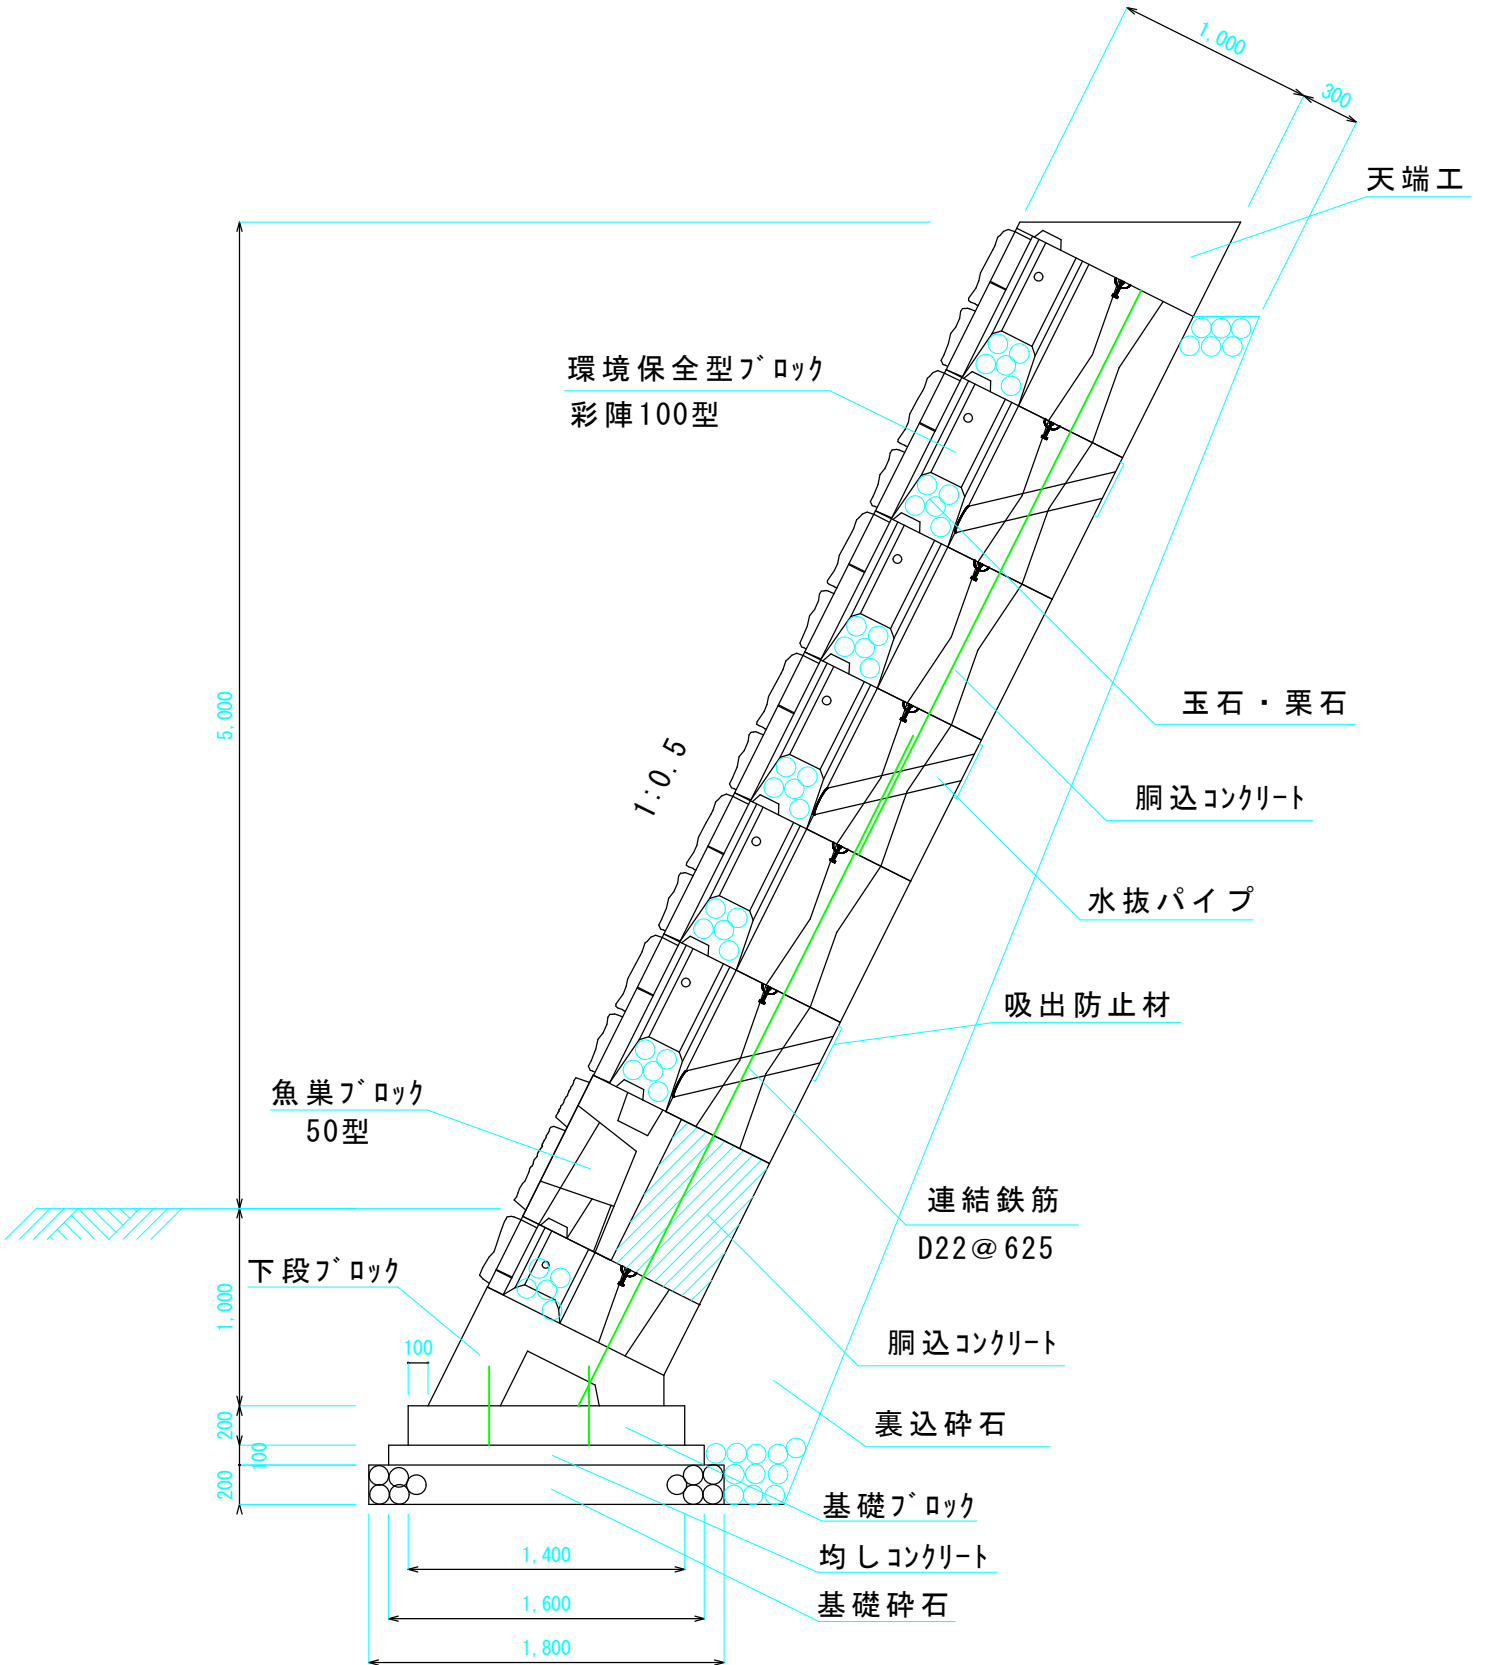 1,000
300
天端工
環境保全型ブロック
彩陣100型
5,000
玉石・栗石
1:0.5
胴込コンクリート
水抜パイプ
吸出防止材
魚巣ブロック
50型
連結鉄筋
D22@625
下段ブロック
1,000
100
胴込コンクリート
裏込砕石
200
100
200
基礎ブロック
1,400
均しコンクリート
1,600
基礎砕石
1,800